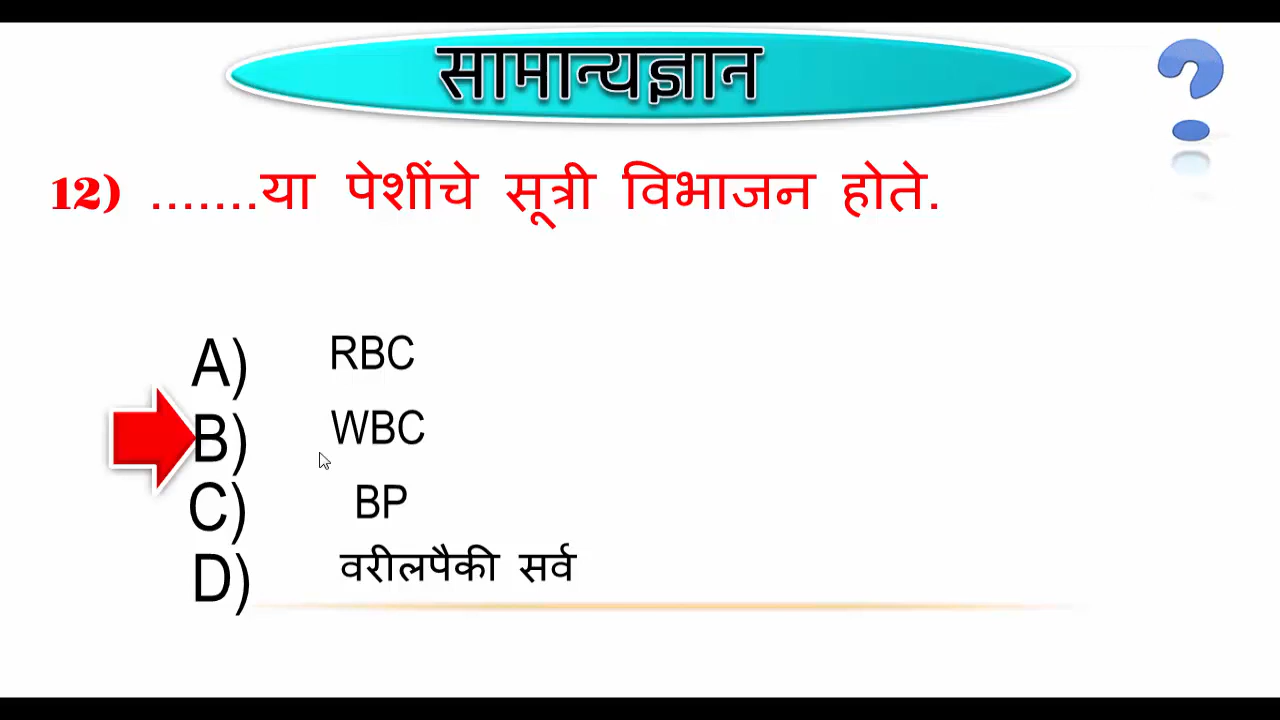 सामान्यज्ञान
12) .......या पेशींचे सूत्री विभाजन होते.
A) RBC
B) WBC
C) BP
D) वरीलपैकी सर्व